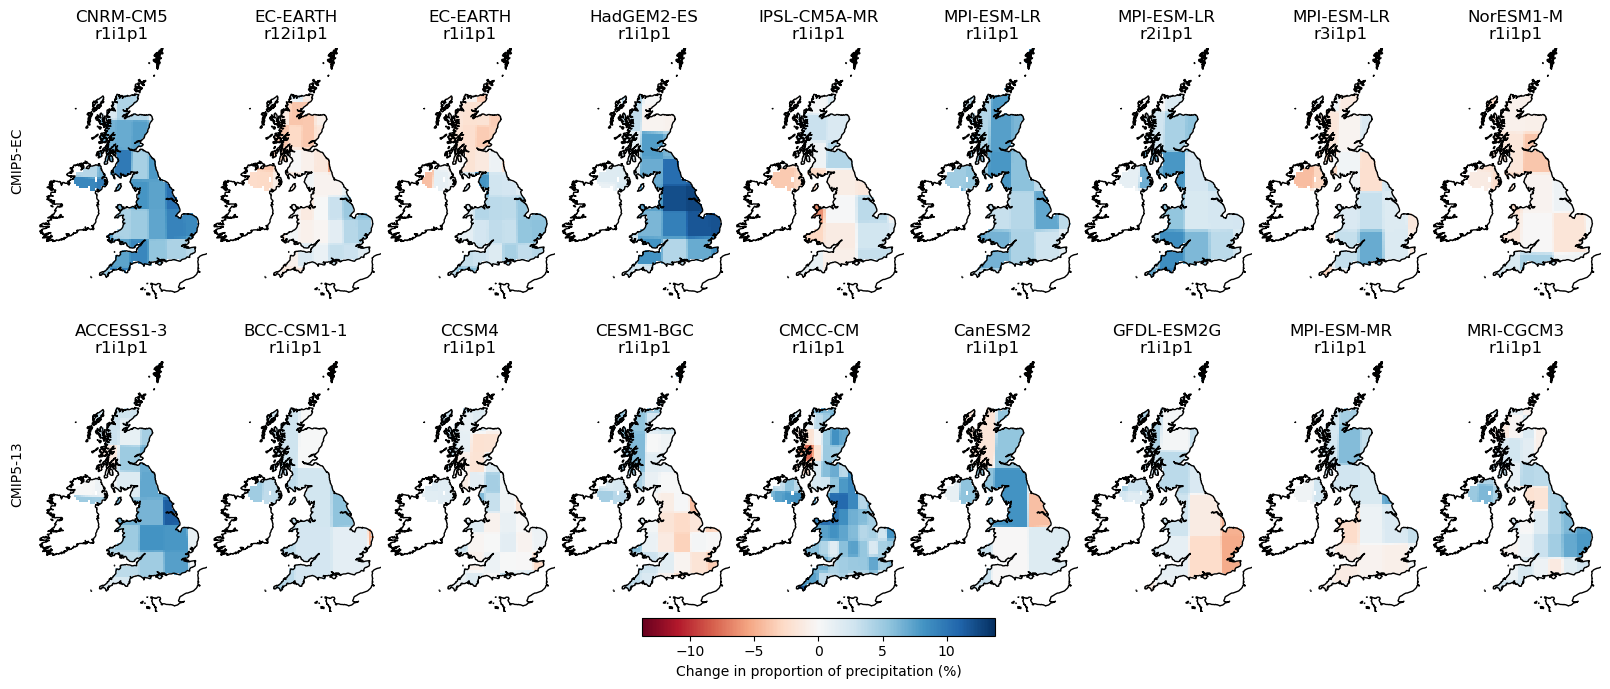 CNRM-CM5 EC-EARTH EC-EARTH HadGEM2-ES IPSL-CM5A-MR MPI-ESM-LR MPI-ESM-LR MPI-ESM-LR NorESM1-M
r1i1p1 r12i1p1 r1i1p1 r1i1p1 r1i1p1 r1i1p1 r2i1p1 r3i1p1 r1i1p1
CMIP5-EC
ACCESS1-3 BCC-CSM1-1 CCSM4 CESM1-BGC CMCC-CM CanESM2 GFDL-ESM2G MPI-ESM-MR MRI-CGCM3
r1i1p1 r1i1p1 r1i1p1 r1i1p1 r1i1p1 r1i1p1 r1i1p1 r1i1p1 r1i1p1
CMIP5-13
−10 −5 0 5 10
Change in proportion of precipitation (%)